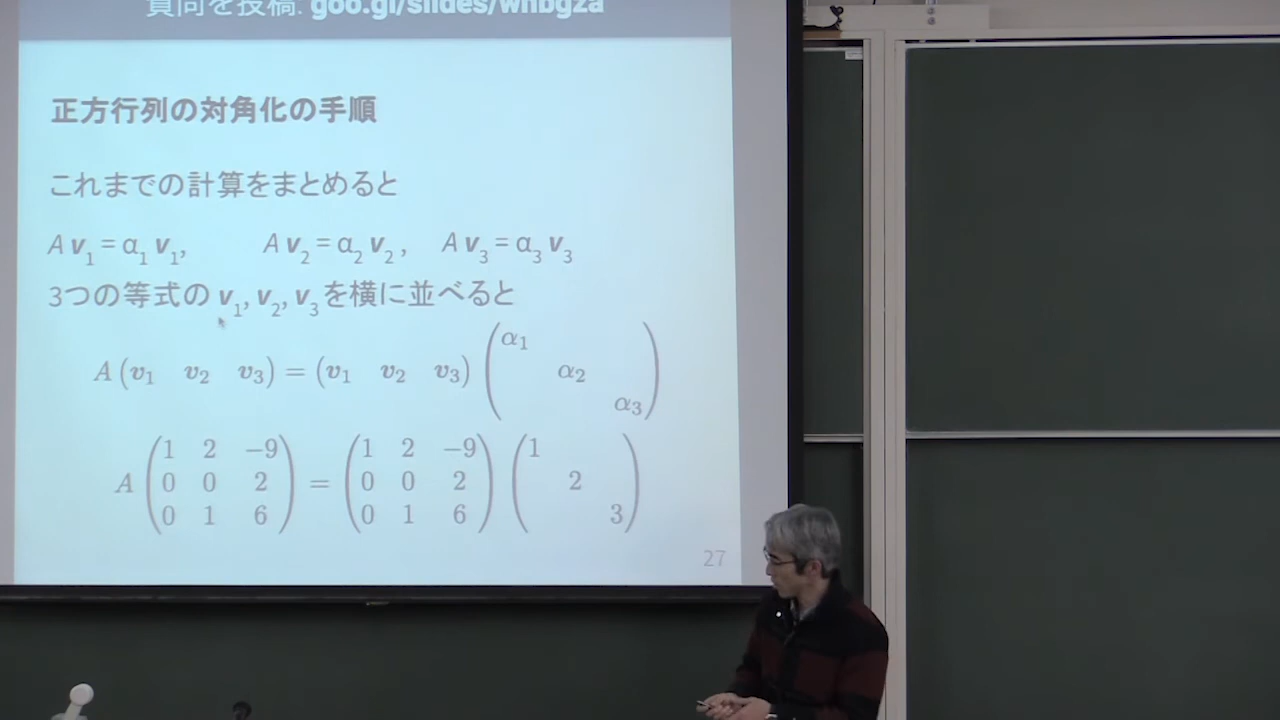 質問を投稿: goo.gl/slides/whbgza
正方行列の対角化の手順
これまでの計算をまとめると
A v₁ = α₁ v₁, A v₂ = α₂ v₂ , A v₃ = α₃ v₃
3つの等式の v₁, v₂, v₃ を横に並べると
A (v₁ v₂ v₃) = (v₁ v₂ v₃) (α₁ α₂ α₃)
A (1 2 −9 0 0 2 0 1 6) = (1 2 −9 0 0 2 0 1 6) (1 2 3)
27